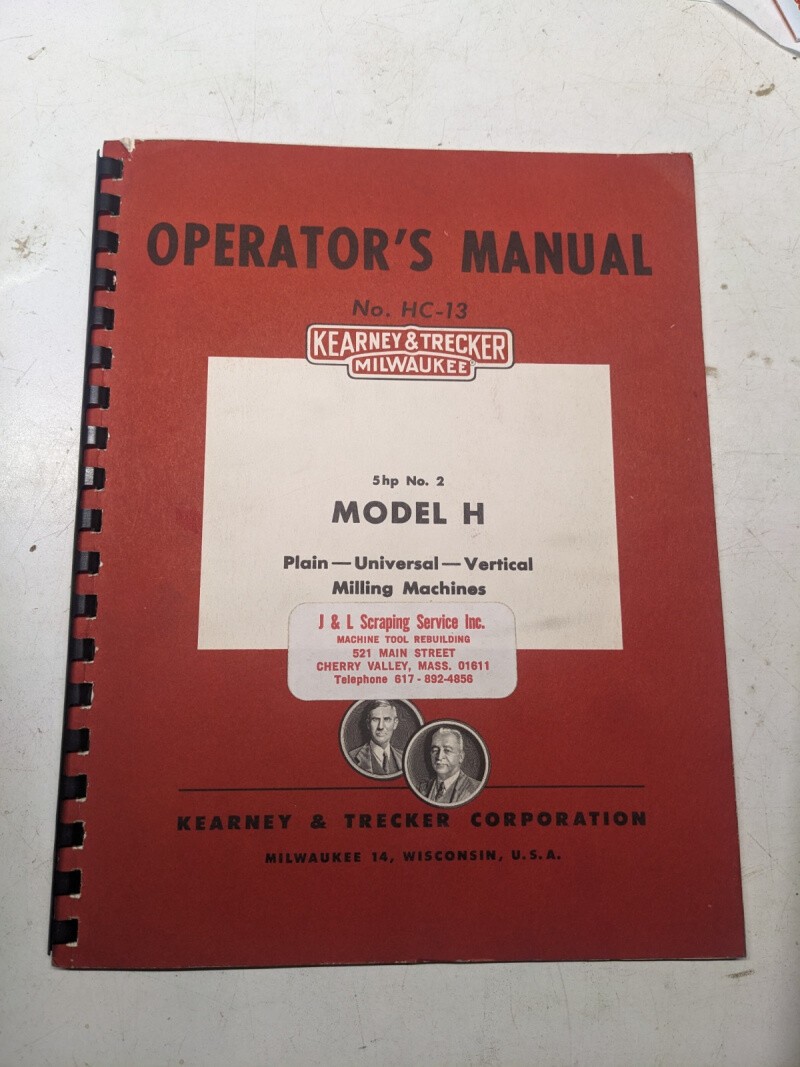 OPERATOR'S MANUAL
No. HC-13
KEARNEY & TRECKER
MILWAUKEE
5hp No. 2
MODEL H
Plain — Universal — Vertical
Milling Machines
J & L Scraping Service Inc.
MACHINE TOOL REBUILDING
521 MAIN STREET
CHERRY VALLEY, MASS. 01611
Telephone 617 - 892-4856
KEARNEY & TRECKER CORPORATION
MILWAUKEE 14, WISCONSIN, U.S.A.